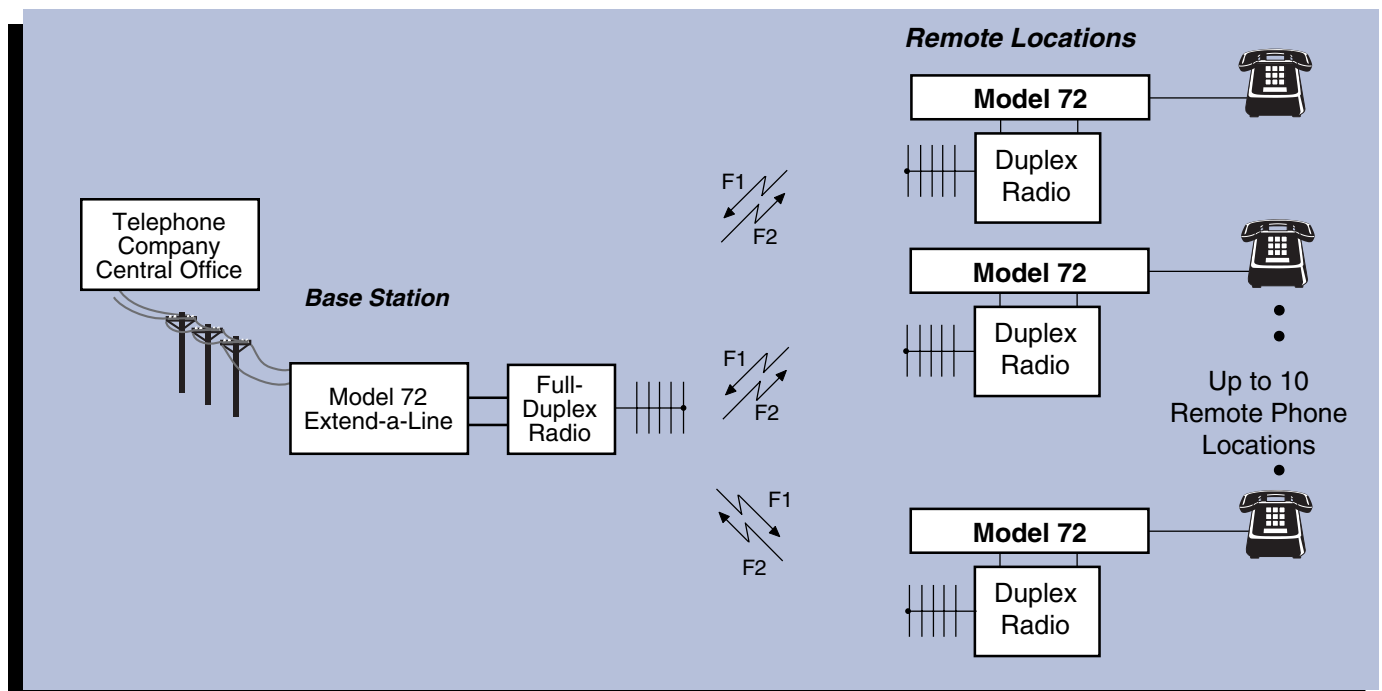 Remote Locations
Model 72
Duplex
Radio
F1
F2
Telephone
Company
Central Office
Model 72
Duplex
Radio
Base Station
Model 72
Extend-a-Line
Full-
Duplex
Radio
F1
F2
Up to 10
Remote Phone
Locations
F1
F2
Model 72
Duplex
Radio